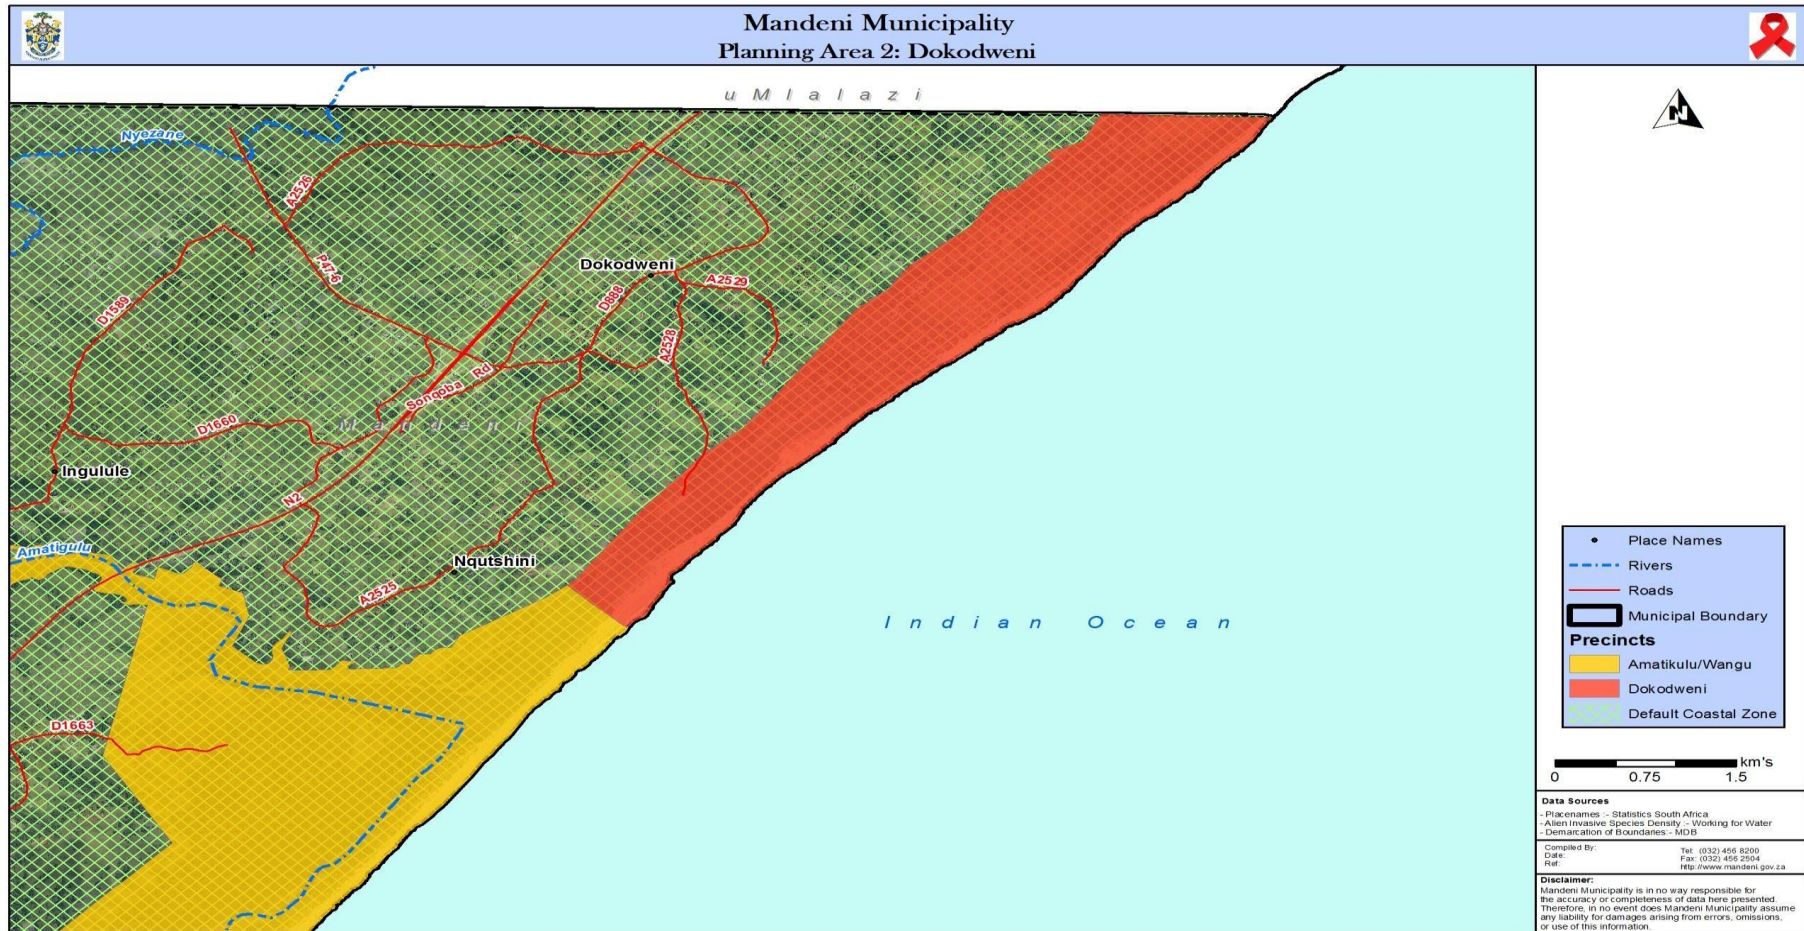 Mandeni Municipality
Planning Area 2: Dokodweni
u M l a l a z i
Nyezane
A2526
P47-6
D1589
Dokodweni
A2529
D888
A2528
Sonqoba Rd
D1660
M a n d e n i
Ingulule
N2
Amatigulu
Nqutshini
A2525
I n d i a n   O c e a n
D1663
N
Place Names
Rivers
Roads
Municipal Boundary
Precincts
Amatikulu/Wangu
Dokodweni
Default Coastal Zone
km's
0 0.75 1.5
Data Sources
- Placenames :- Statistics South Africa
- Alien Invasive Species Density :- Working for Water
- Demarcation of Boundaries:- MDB
Compiled By:
Date:
Ref:
Tel: (032) 456 8200
Fax: (032) 456 2504
http://www.mandeni.gov.za
Disclaimer:
Mandeni Municipality is in no way responsible for
the accuracy or completeness of data here presented.
Therefore, in no event does Mandeni Municipality assume
any liability for damages arising from errors, omissions,
or use of this information.